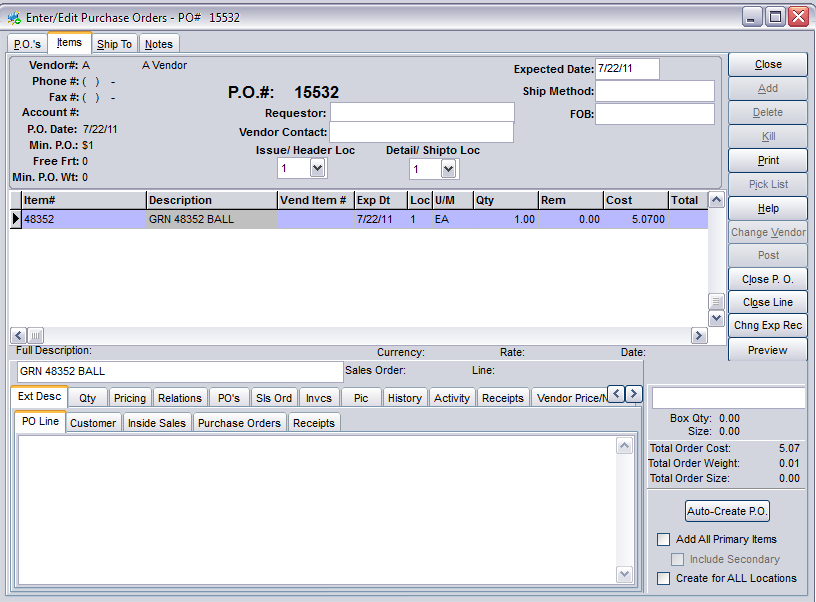 Enter/Edit Purchase Orders - PO# 15532
P.O.'s Items Ship To Notes
Vendor#: A A Vendor
Phone #: ( ) -
Fax #: ( ) -
Account #:
P.O. Date: 7/22/11
Min. P.O.: $1
Free Frt: 0
Min. P.O. Wt: 0
P.O.#: 15532
Requestor:
Vendor Contact:
Issue/ Header Loc Detail/ Shipto Loc
1 1
Expected Date: 7/22/11
Ship Method:
FOB:
Close
Add
Delete
Kill
Print
Pick List
Help
Change Vendor
Post
Close P. O.
Close Line
Chng Exp Rec
Preview
Item# Description Vend Item # Exp Dt Loc U/M Qty Rem Cost Total
48352 GRN 48352 BALL 7/22/11 1 EA 1.00 0.00 5.0700
Full Description: Currency: Rate: Date:
GRN 48352 BALL Sales Order: Line:
Ext Desc Qty Pricing Relations PO's Sls Ord Invcs Pic History Activity Receipts Vendor Price/N
PO Line Customer Inside Sales Purchase Orders Receipts
Box Qty: 0.00
Size: 0.00
Total Order Cost: 5.07
Total Order Weight: 0.01
Total Order Size: 0.00
Auto-Create P.O.
Add All Primary Items
Include Secondary
Create for ALL Locations